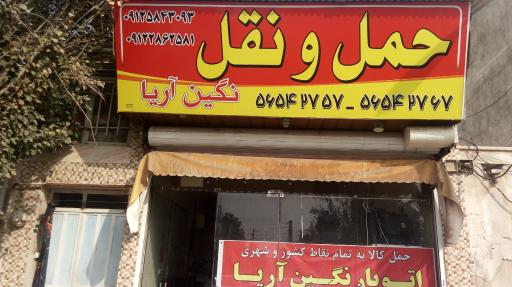 حمل و نقل
۰۹۱۲۵۸۴۳۰۹۳
۰۹۱۲۲۸۶۲۵۸۱
۵۶۵۴۲۷۵۷ - ۵۶۵۴۲۷۶۷
نگین آریا
حمل کالا به تمام نقاط کشور و شهری
اتوبار نگین آریا